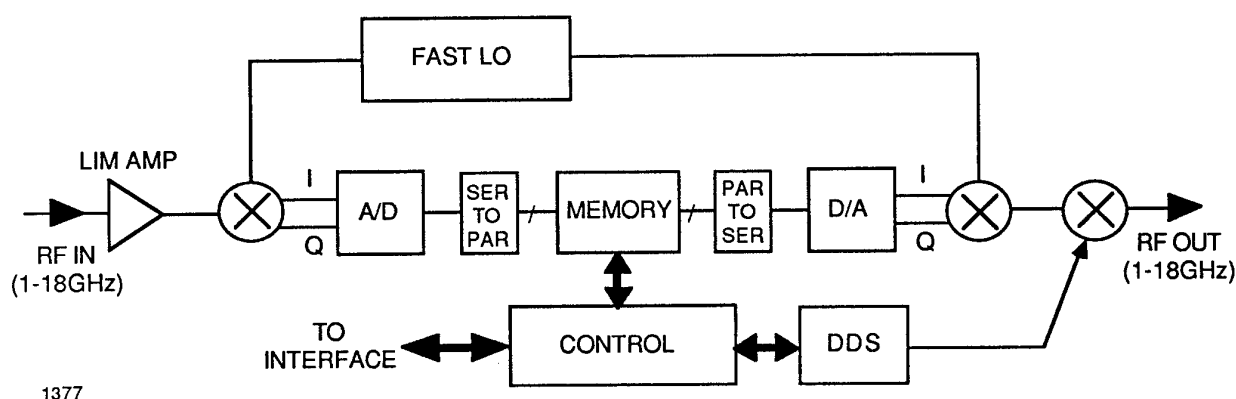 FAST LO
LIM AMP
I
Q
A/D
SER
TO
PAR
MEMORY
PAR
TO
SER
D/A
I
Q
RF IN
(1-18GHz)
RF OUT
(1-18GHz)
TO
INTERFACE
CONTROL
DDS
1377